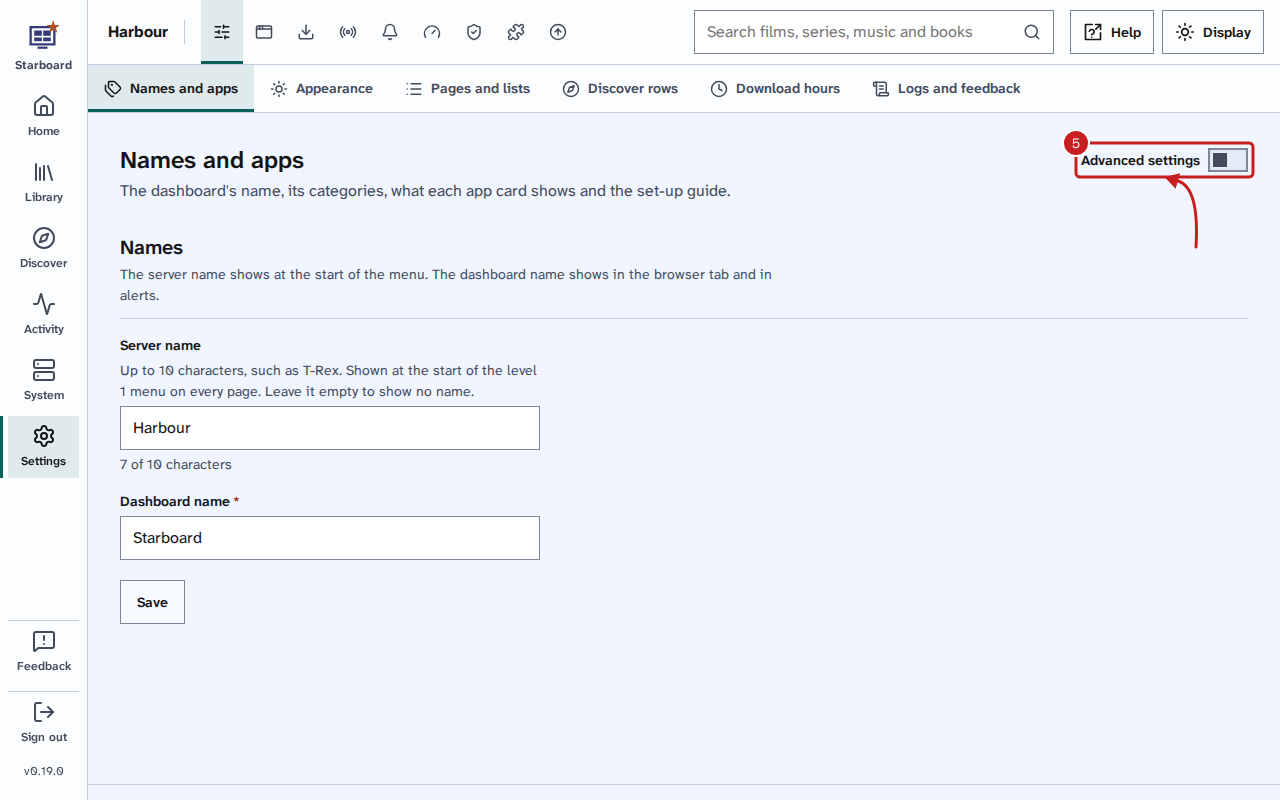 Starboard
Home
Library
Discover
Activity
System
Settings
Feedback
Sign out
v0.19.0
Harbour
Search films, series, music and books
Help
Display
Names and apps
Appearance
Pages and lists
Discover rows
Download hours
Logs and feedback
Names and apps
The dashboard's name, its categories, what each app card shows and the set-up guide.
5
Advanced settings
Names
The server name shows at the start of the menu. The dashboard name shows in the browser tab and in
alerts.
Server name
Up to 10 characters, such as T-Rex. Shown at the start of the level
1 menu on every page. Leave it empty to show no name.
Harbour
7 of 10 characters
Dashboard name *
Starboard
Save